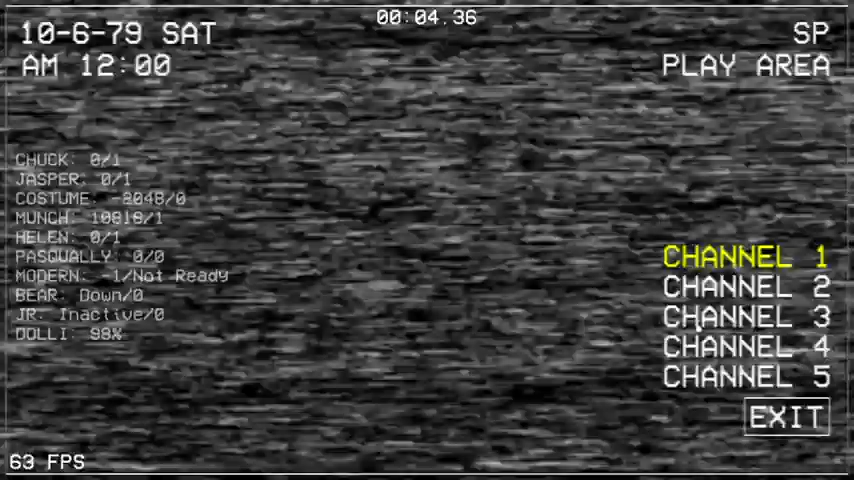 00:04.36
10-6-79 SAT
AM 12:00
SP
PLAY AREA
CHUCK: 0/1
JASPER: 0/1
COSTUME: -2048/0
MUNCH: 10818/1
HELEN: 0/1
PASQUALLY: 0/0
MODERN: -1/Not Ready
BEAR: Down/0
JR: Inactive/0
DOLLI: 98%
CHANNEL 1
CHANNEL 2
CHANNEL 3
CHANNEL 4
CHANNEL 5
EXIT
63 FPS